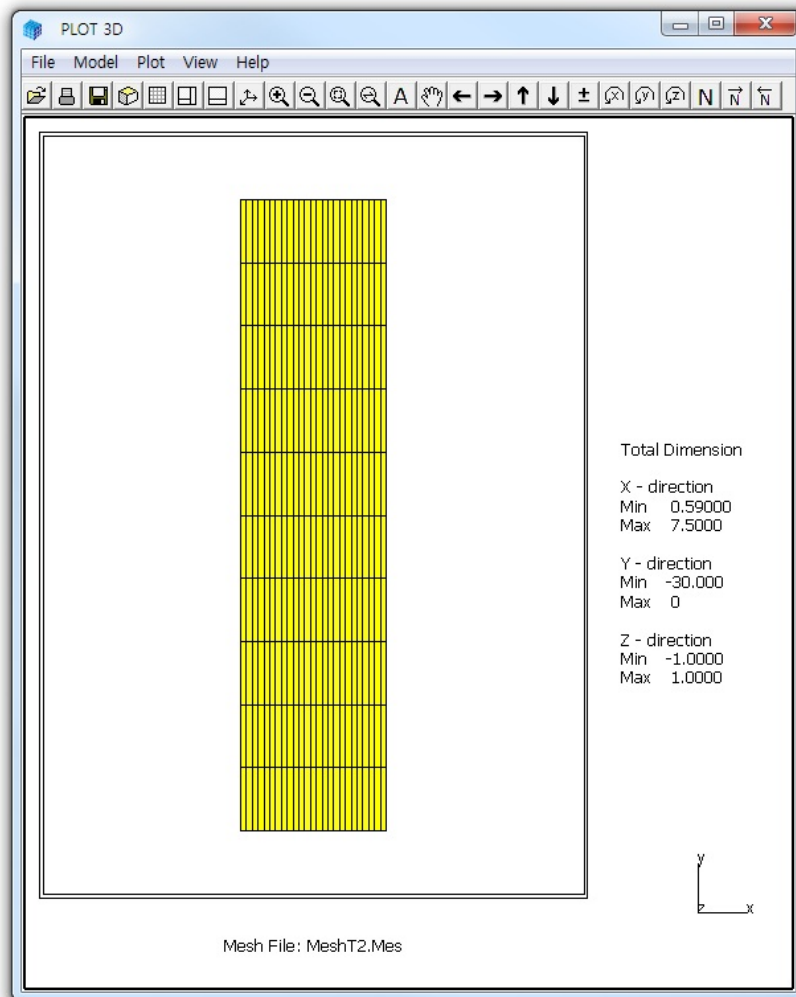 PLOT 3D
File Model Plot View Help
A x y z N N N
Total Dimension
X - direction
Min 0.59000
Max 7.5000
Y - direction
Min -30.000
Max 0
Z - direction
Min -1.0000
Max 1.0000
y
z x
Mesh File: MeshT2.Mes